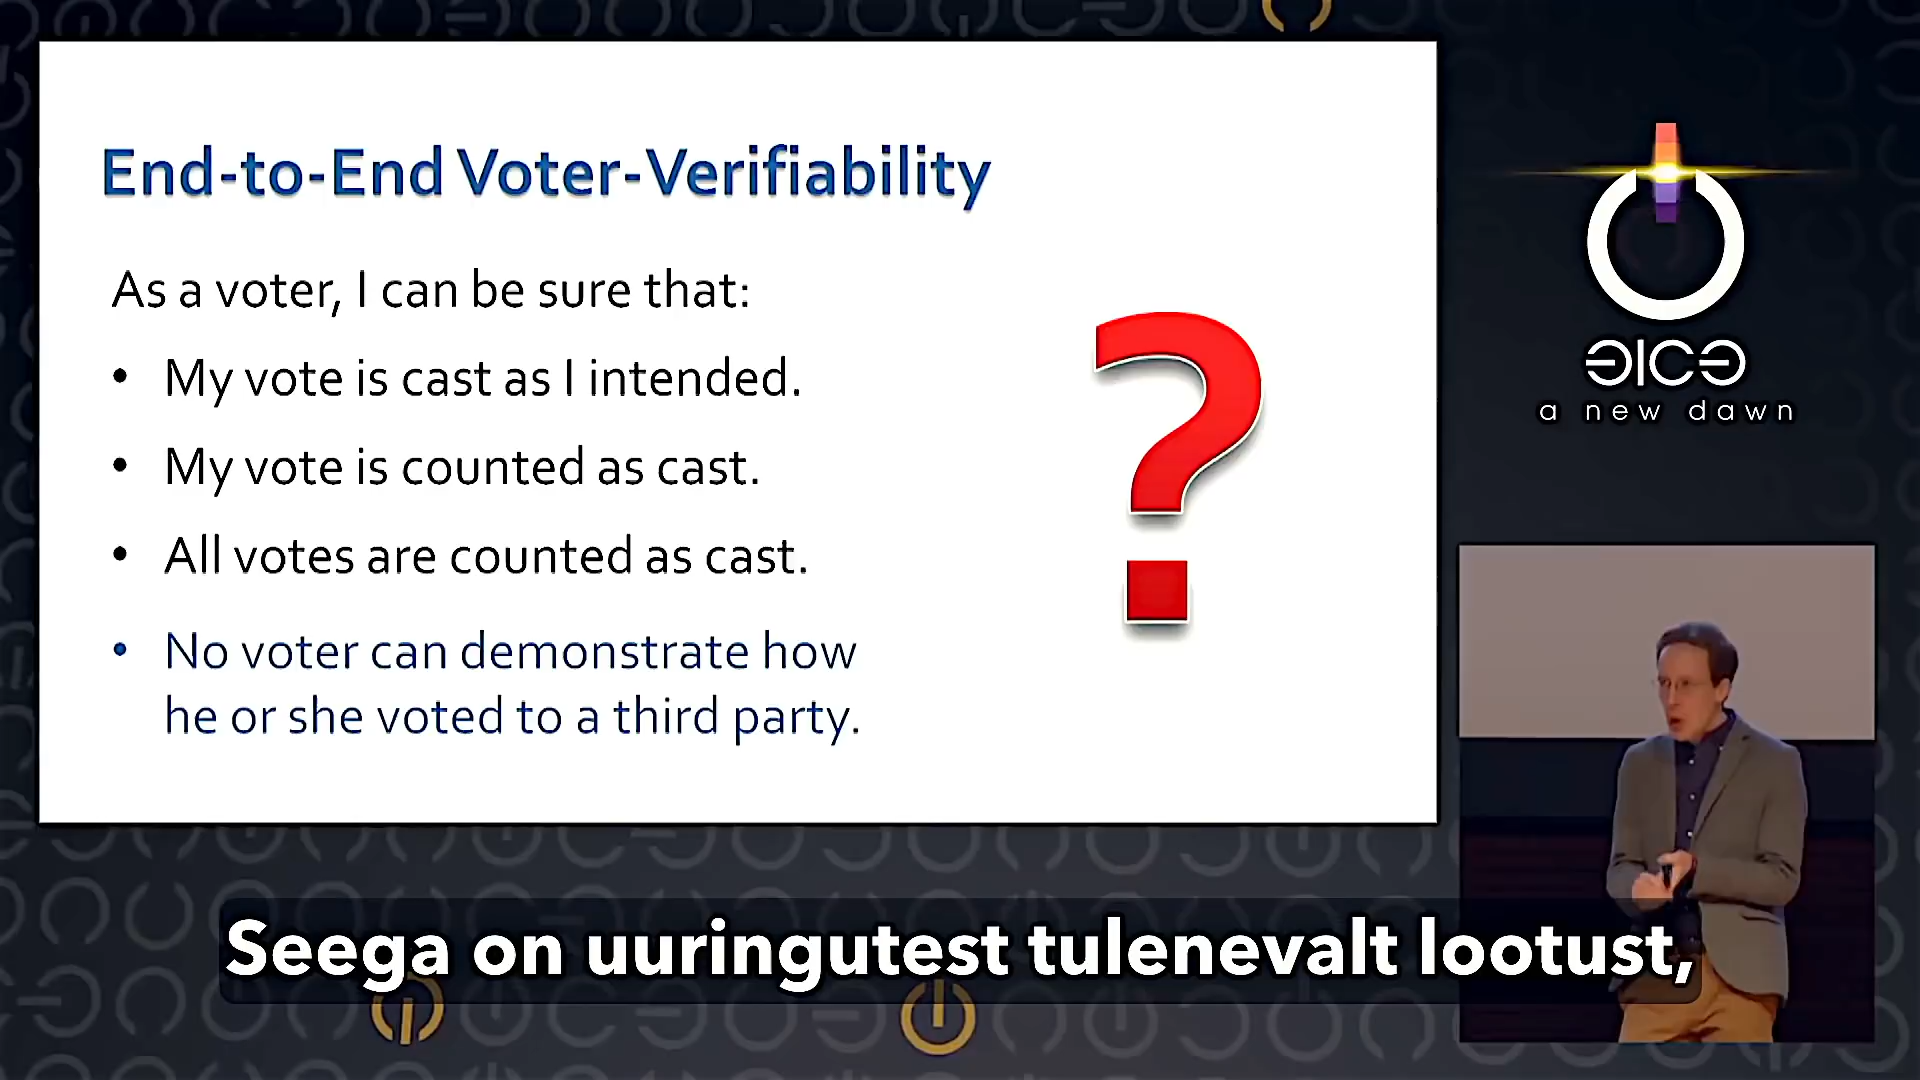 End-to-End Voter-Verifiability
As a voter, I can be sure that:
• My vote is cast as I intended.
• My vote is counted as cast.
• All votes are counted as cast.
• No voter can demonstrate how
he or she voted to a third party.
?
a new dawn
Seega on uuringutest tulenevalt lootust,